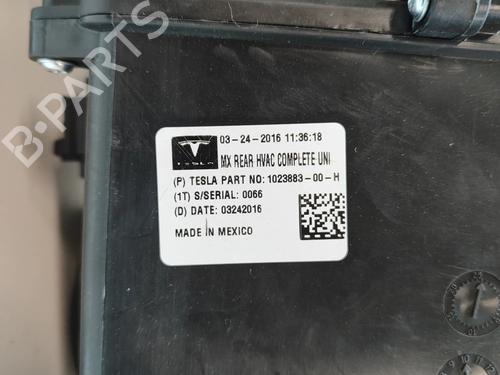 03-24-2016 11:36:18
MX REAR HVAC COMPLETE UNI
(P) TESLA PART NO: 1023883-00-H
(1T) S/SERIAL: 0066
(D) DATE: 03242016
MADE IN MEXICO
B-PARTS